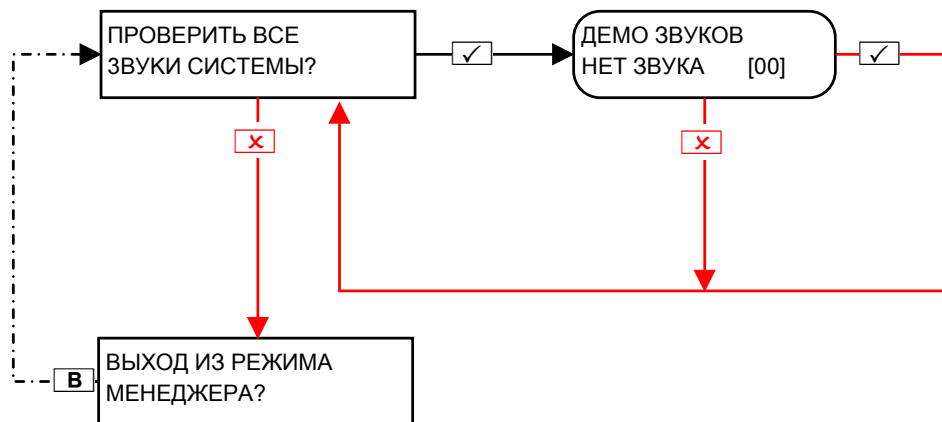 ПРОВЕРИТЬ ВСЕ
ЗВУКИ СИСТЕМЫ?
ДЕМО ЗВУКОВ
НЕТ ЗВУКА [00]
ВЫХОД ИЗ РЕЖИМА
МЕНЕДЖЕРА?
B